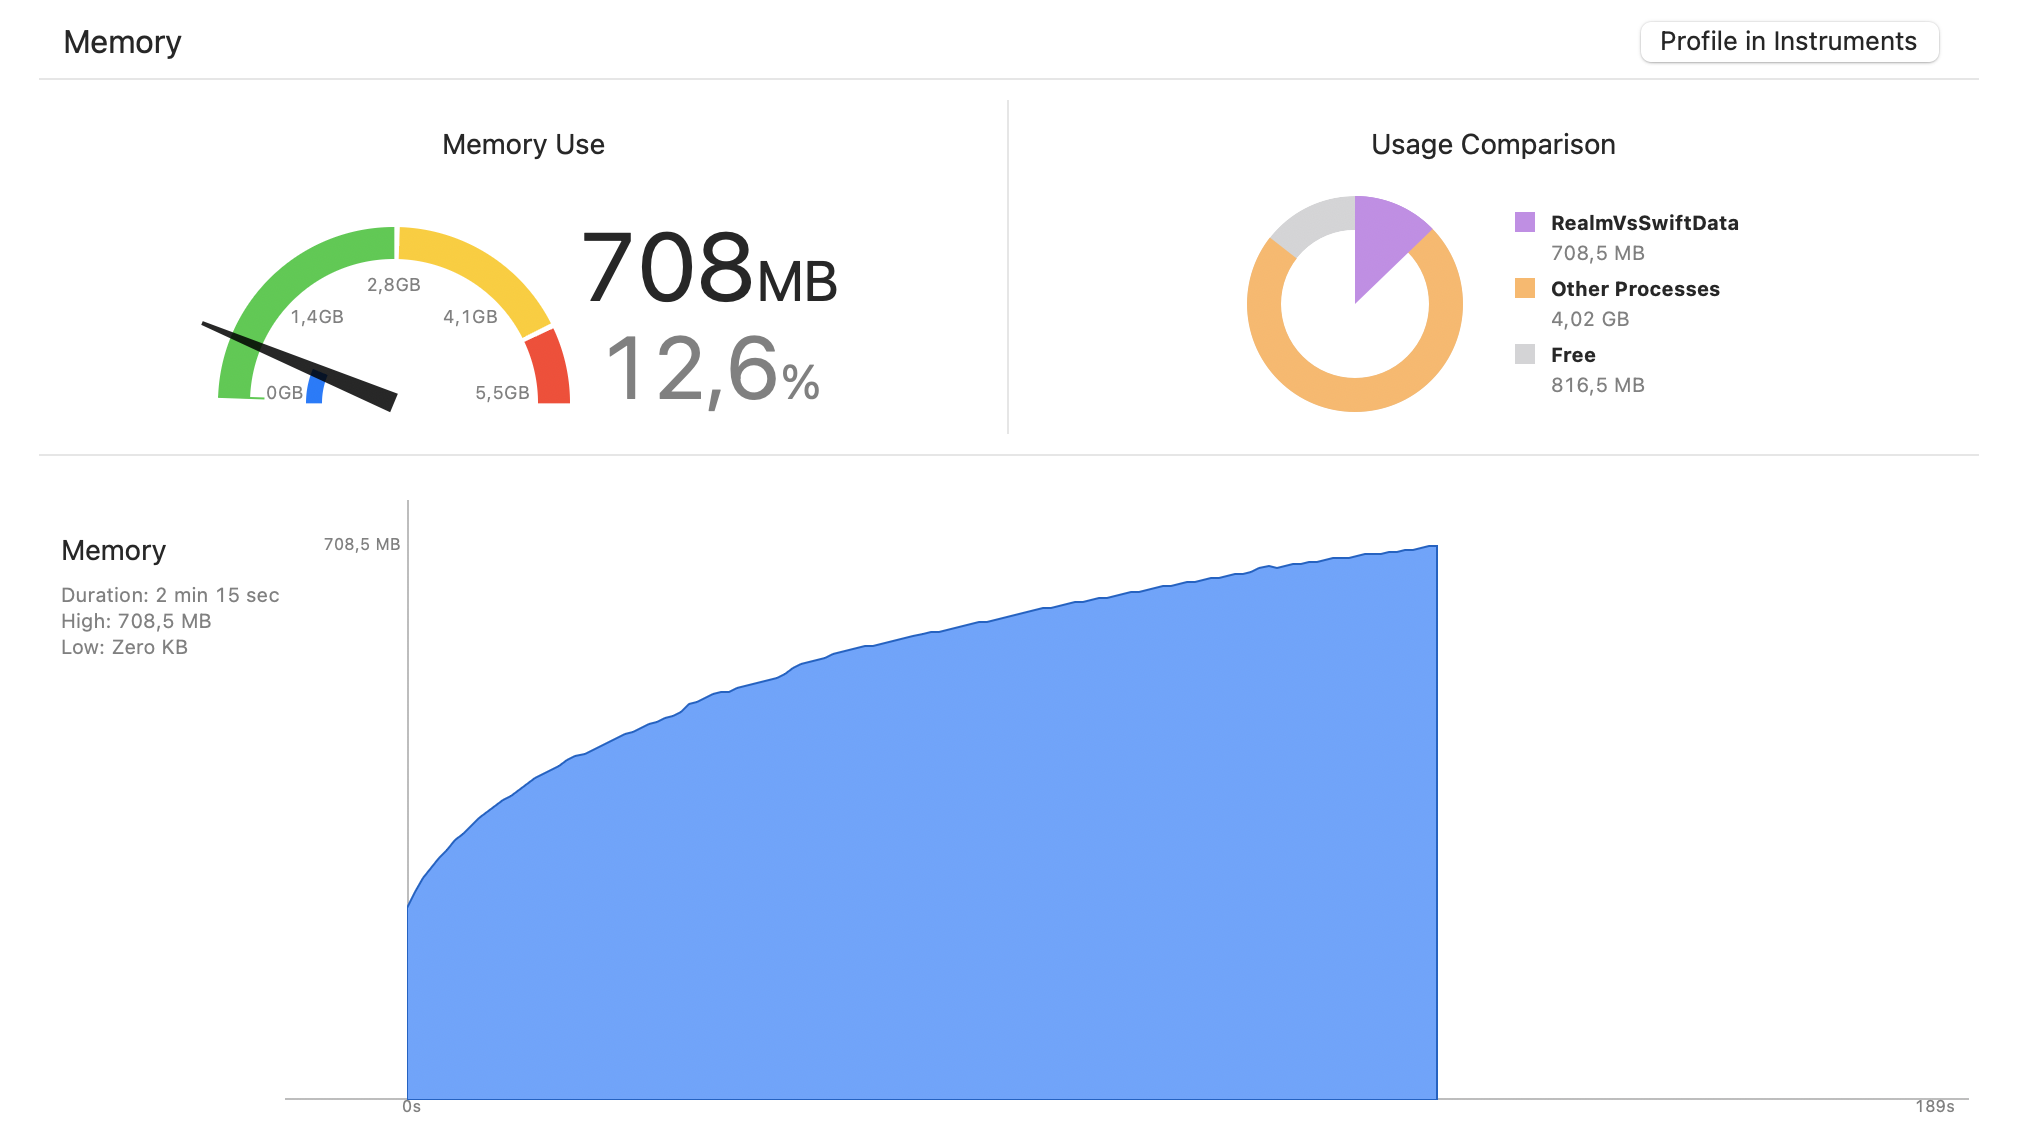 Memory
Profile in Instruments
Memory Use
Usage Comparison
2,8GB
1,4GB
4,1GB
0GB
5,5GB
708MB
12,6%
RealmVsSwiftData
708,5 MB
Other Processes
4,02 GB
Free
816,5 MB
Memory
Duration: 2 min 15 sec
High: 708,5 MB
Low: Zero KB
708,5 MB
0s
189s